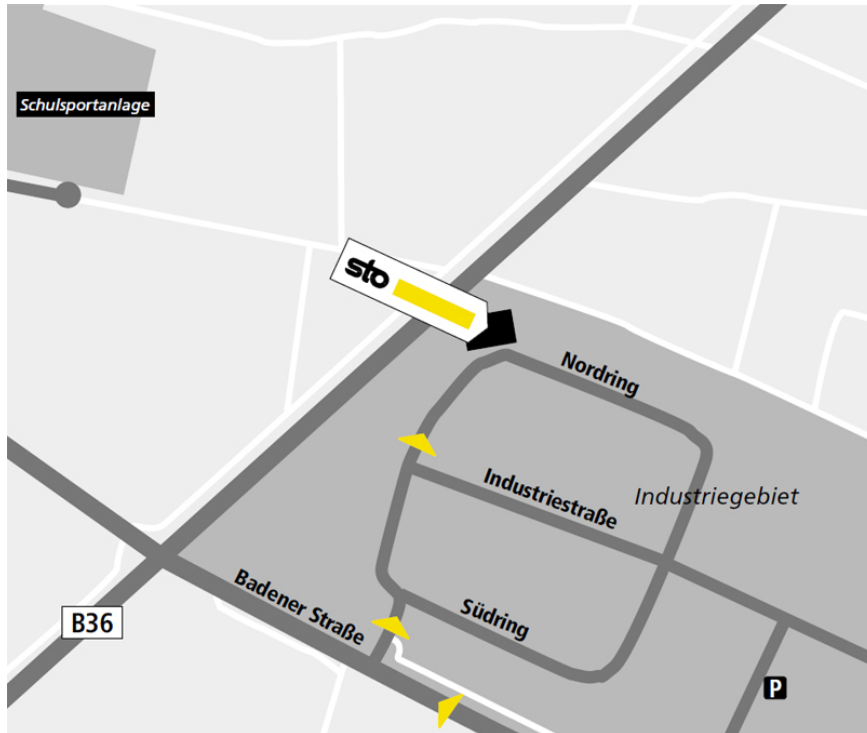 Schulsportanlage
sto
Nordring
Industriestraße
Industriegebiet
Badener Straße
Südring
B36
P